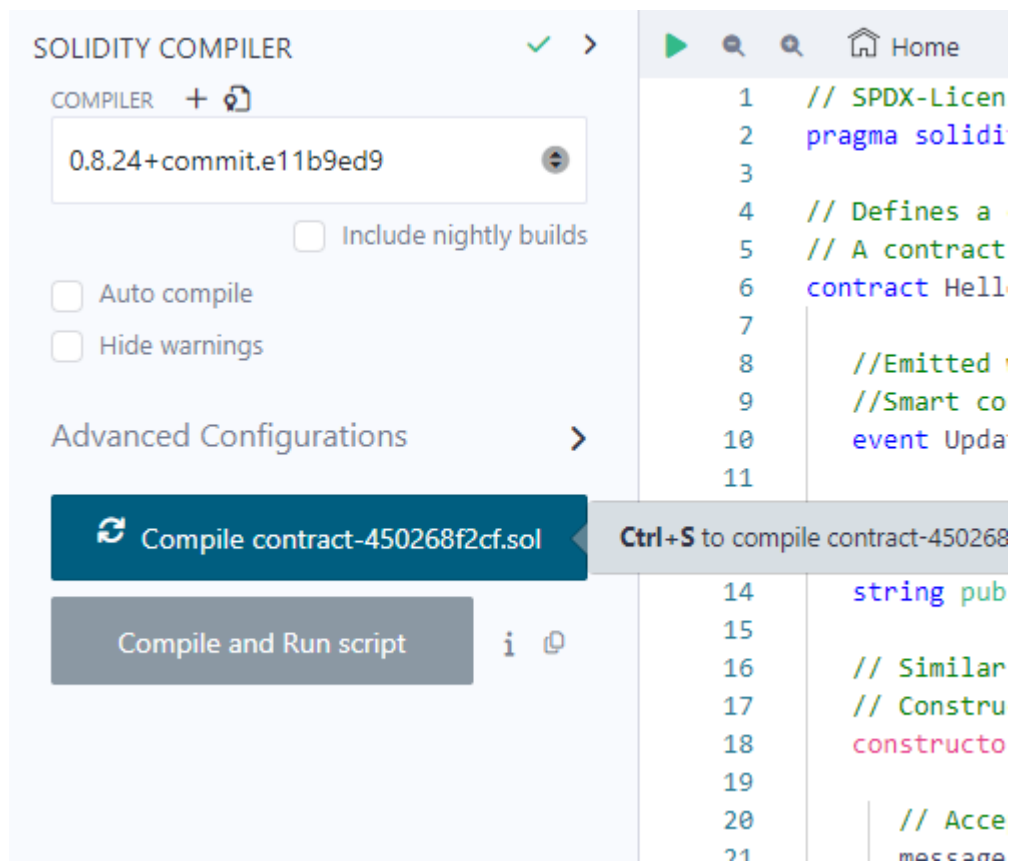 SOLIDITY COMPILER
COMPILER +
0.8.24+commit.e11b9ed9
Include nightly builds
Auto compile
Hide warnings
Advanced Configurations
Compile contract-450268f2cf.sol
Compile and Run script
i
Home
1 // SPDX-Licen
2 pragma solidi
3
4 // Defines a
5 // A contract
6 contract Hell
7
8 //Emitted
9 //Smart co
10 event Upda
11
Ctrl+S to compile contract-450268
14 string pub
15
16 // Similar
17 // Constru
18 constructo
19
20 // Acce
21 message